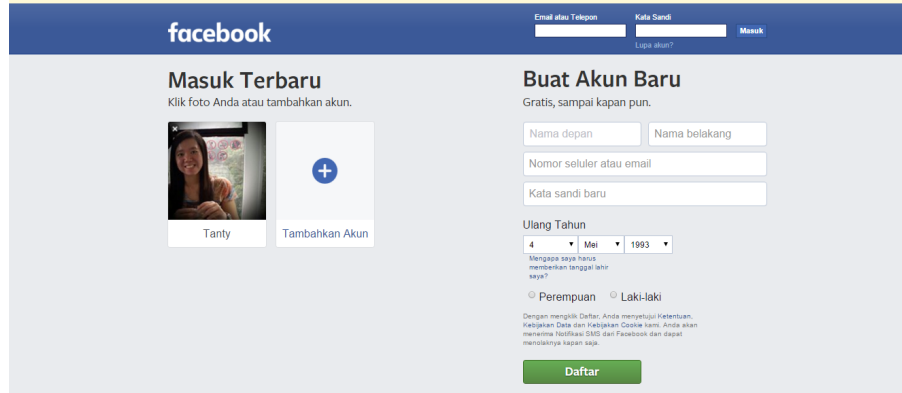 facebook
Email atau Telepon
Kata Sandi
Masuk
Lupa akun?
Masuk Terbaru
Klik foto Anda atau tambahkan akun.
Tanty
Tambahkan Akun
Buat Akun Baru
Gratis, sampai kapan pun.
Nama depan
Nama belakang
Nomor seluler atau email
Kata sandi baru
Ulang Tahun
4 Mei 1993
Mengapa saya harus
memberikan tanggal lahir
saya?
Perempuan Laki-laki
Dengan mengklik Daftar, Anda menyetujui Ketentuan,
Kebijakan Data dan Kebijakan Cookie kami. Anda akan
menerima Notifikasi SMS dari Facebook dan dapat
menolaknya kapan saja.
Daftar